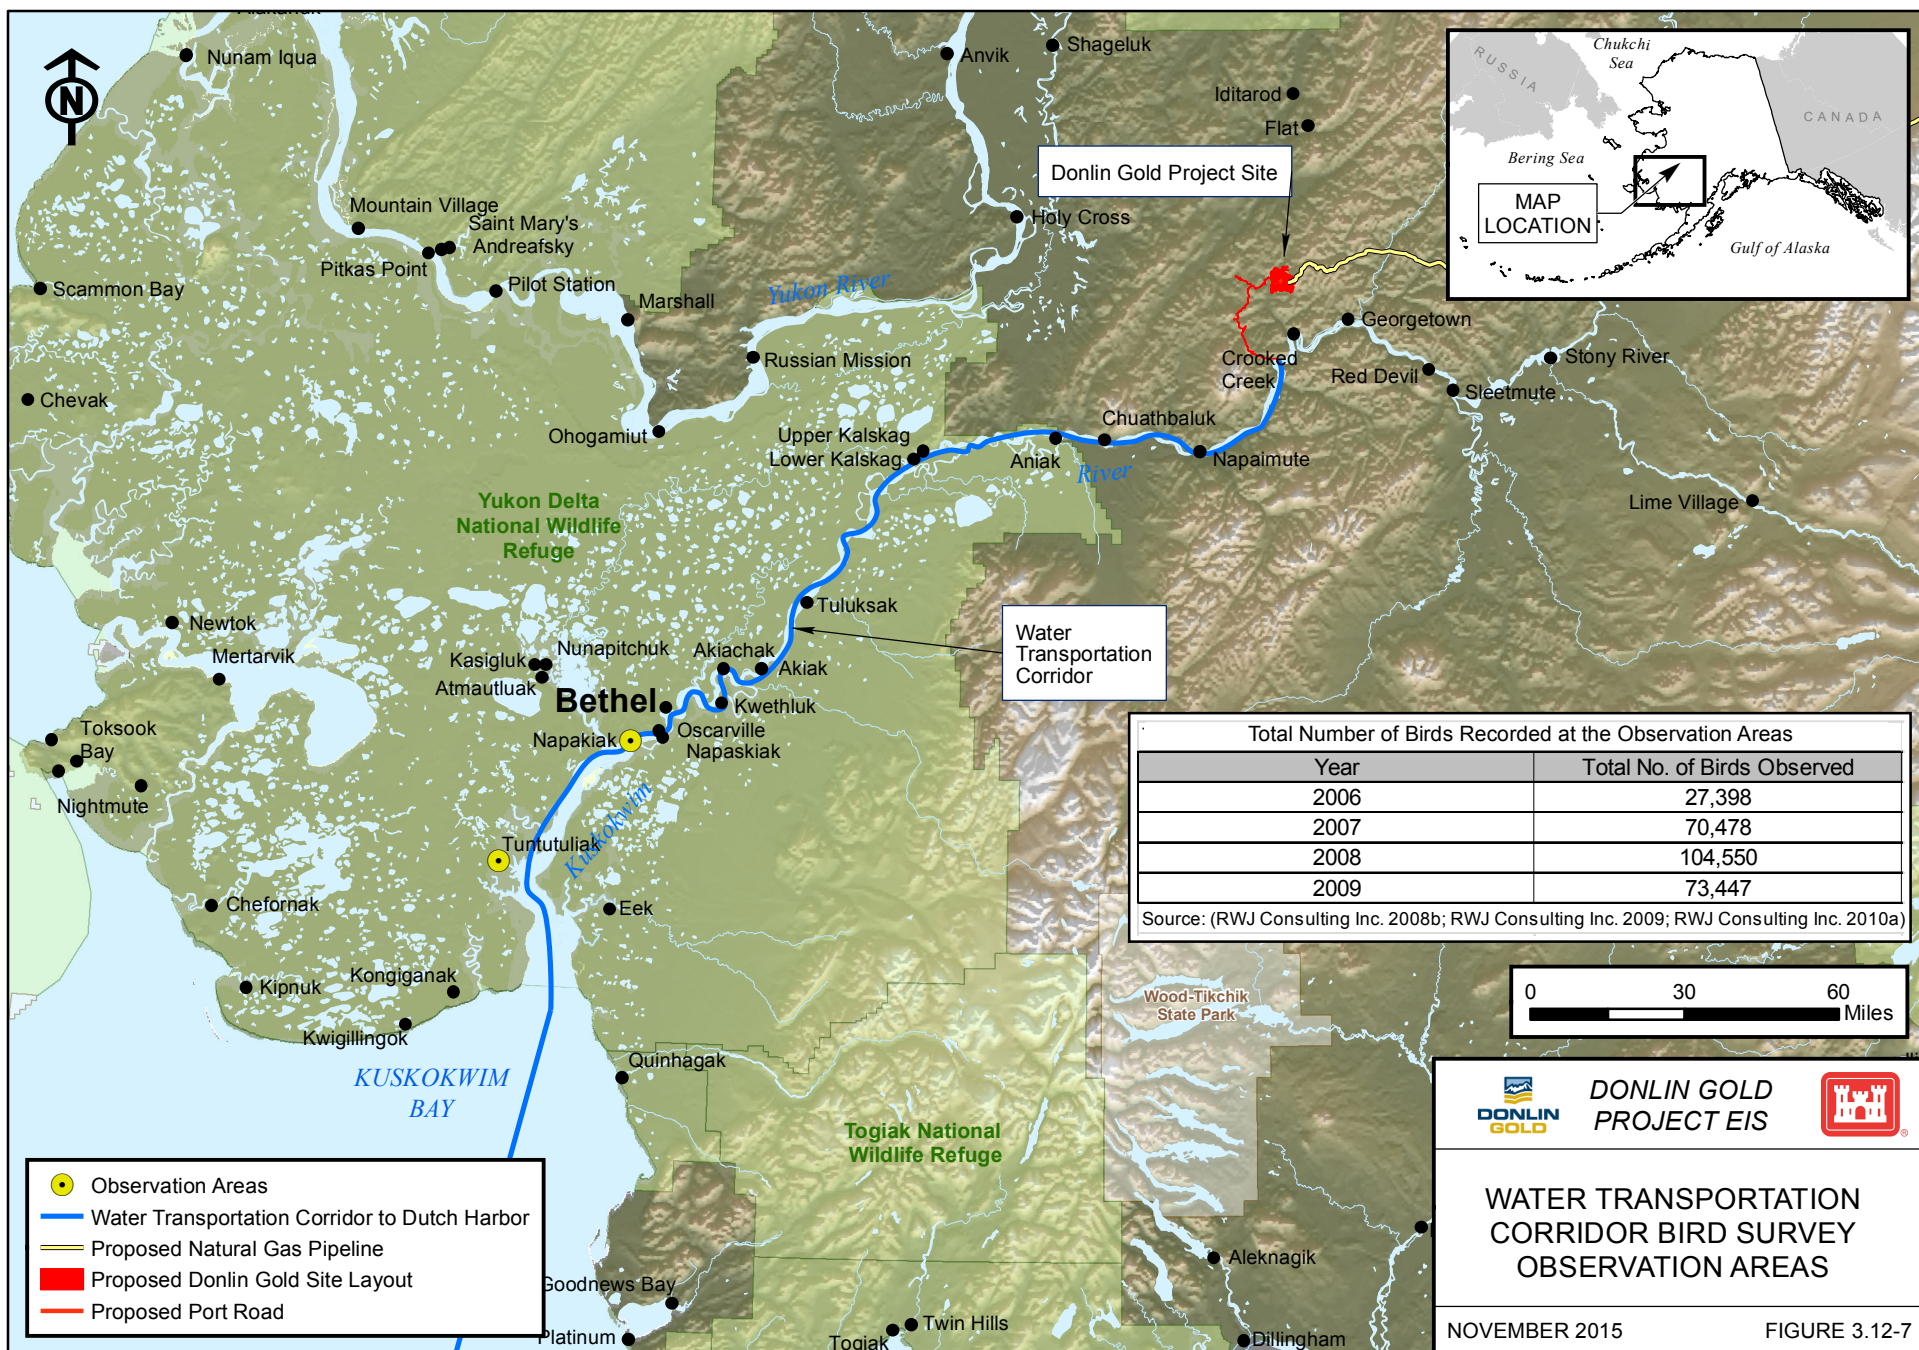 Nunam Iqua
Anvik
Shageluk
Iditarod
Flat
N
Donlin Gold Project Site
Chukchi
Sea
RUSSIA
CANADA
Bering Sea
MAP
LOCATION
Gulf of Alaska
Mountain Village
Saint Mary's
Andreafsky
Pitkas Point
Holy Cross
Scammon Bay
Pilot Station
Marshall
Yukon River
Georgetown
Russian Mission
Crooked
Creek
Stony River
Red Devil
Sleetmute
Chevak
Ohogamiut
Chuathbaluk
Upper Kalskag
Lower Kalskag
Aniak
River
Napaimute
Lime Village
Yukon Delta
National Wildlife
Refuge
Tuluksak
Newtok
Water
Transportation
Corridor
Mertarvik
Kasigluk
Nunapitchuk
Atmautluak
Akiachak
Akiak
Bethel
Kwethluk
Oscarville
Napakiak
Napaskiak
Toksook
Bay
Nightmute
Kuskokwim
Tuntutuliak
Chefornak
Eek
Total Number of Birds Recorded at the Observation Areas
Year Total No. of Birds Observed
2006 27,398
2007 70,478
2008 104,550
2009 73,447
Source: (RWJ Consulting Inc. 2008b; RWJ Consulting Inc. 2009; RWJ Consulting Inc. 2010a)
Kipnuk
Kongiganak
Kwigillingok
Wood-Tikchik
State Park
0 30 60
Miles
Quinhagak
KUSKOKWIM
BAY
Togiak National
Wildlife Refuge
Goodnews Bay
Platinum
Togiak
Twin Hills
Aleknagik
Dillingham
Observation Areas
Water Transportation Corridor to Dutch Harbor
Proposed Natural Gas Pipeline
Proposed Donlin Gold Site Layout
Proposed Port Road
DONLIN
GOLD
DONLIN GOLD
PROJECT EIS
®
WATER TRANSPORTATION
CORRIDOR BIRD SURVEY
OBSERVATION AREAS
NOVEMBER 2015 FIGURE 3.12-7